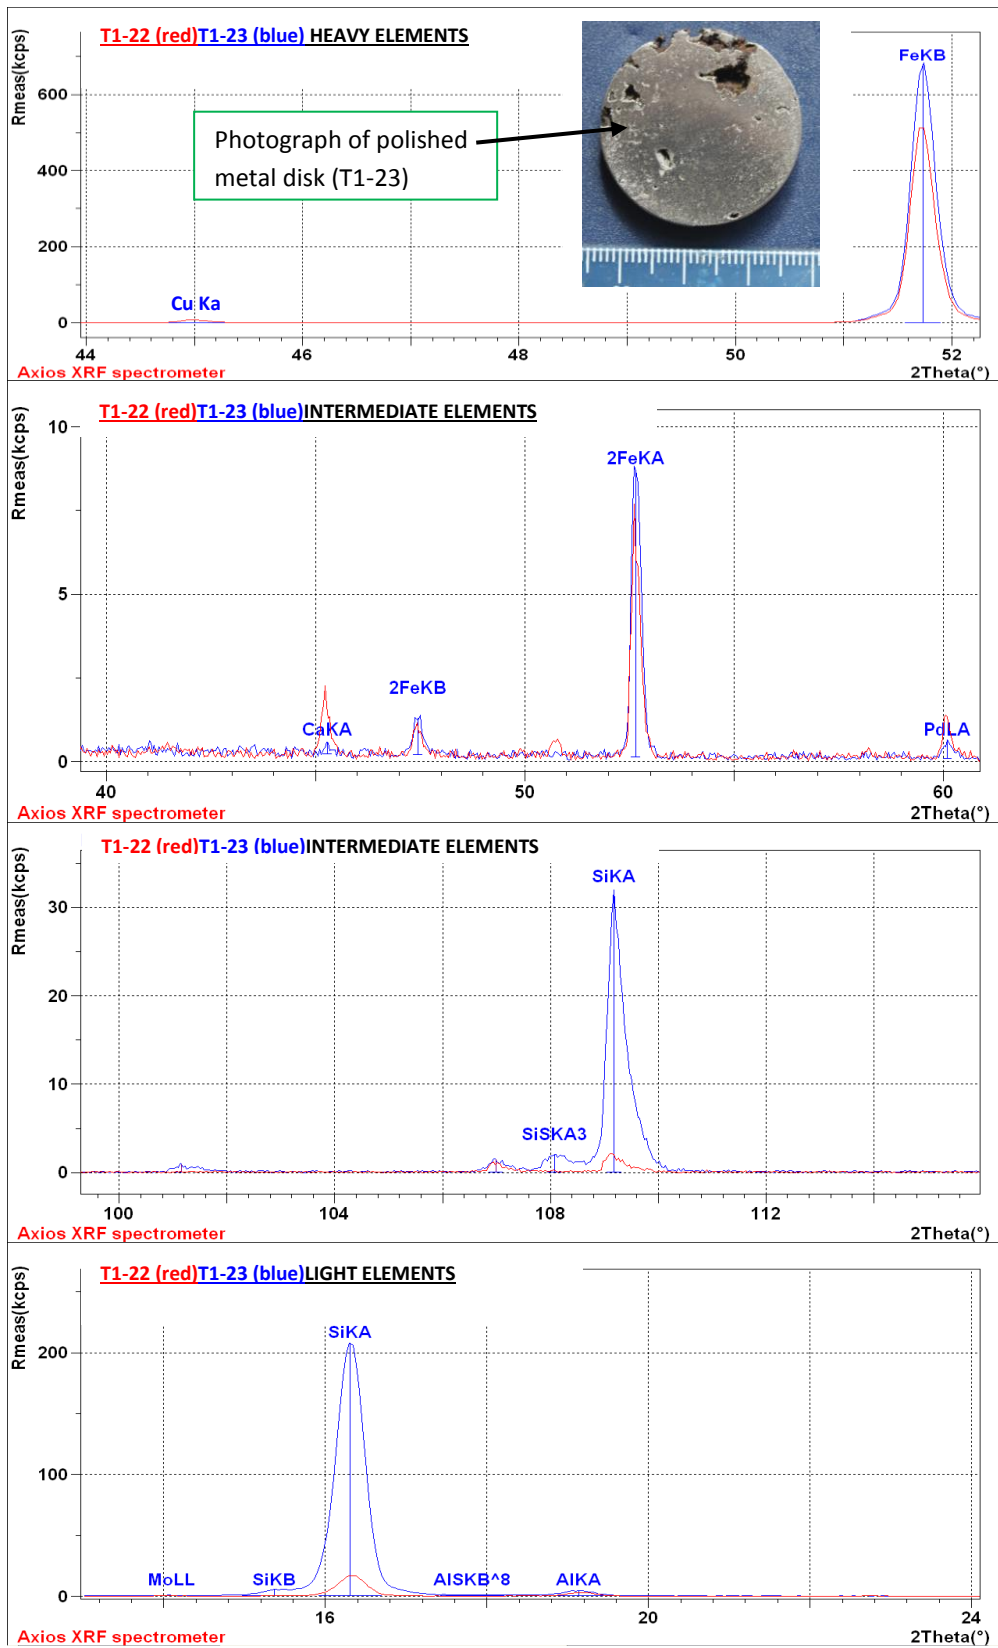 T1-22 (red)T1-23 (blue) HEAVY ELEMENTS
Rmeas(kcps)
FeKB
600
Photograph of polished
metal disk (T1-23)
400
200
Cu Ka
0
44 46 48 50 52
Axios XRF spectrometer 2Theta(°)
T1-22 (red)T1-23 (blue)INTERMEDIATE ELEMENTS
Rmeas(kcps)
10
2FeKA
5
2FeKB
CaKA PdLA
0
40 50 60
Axios XRF spectrometer 2Theta(°)
T1-22 (red)T1-23 (blue)INTERMEDIATE ELEMENTS
Rmeas(kcps)
SiKA
30
20
10
SiSKA3
0
100 104 108 112
Axios XRF spectrometer 2Theta(°)
T1-22 (red)T1-23 (blue)LIGHT ELEMENTS
Rmeas(kcps)
SiKA
200
100
MoLL SiKB AlSKB^8 AlKA
0
16 20 24
Axios XRF spectrometer 2Theta(°)